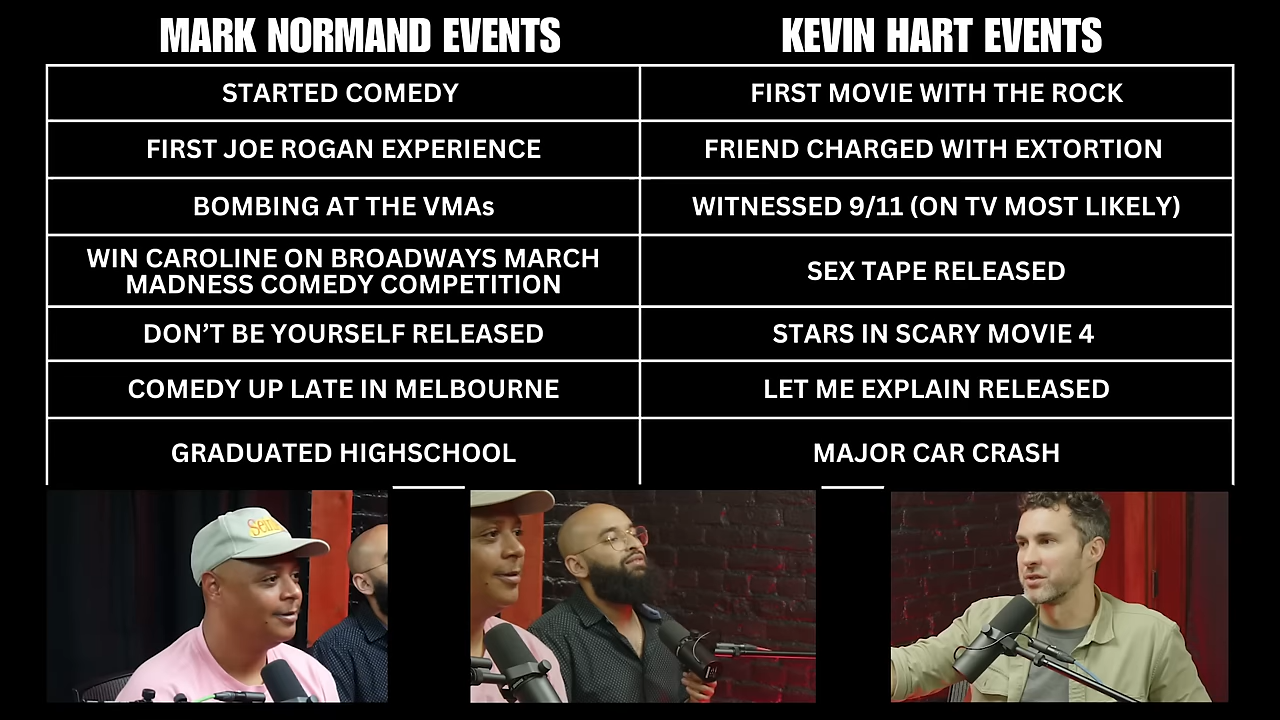 MARK NORMAND EVENTS
KEVIN HART EVENTS
STARTED COMEDY
FIRST MOVIE WITH THE ROCK
FIRST JOE ROGAN EXPERIENCE
FRIEND CHARGED WITH EXTORTION
BOMBING AT THE VMAs
WITNESSED 9/11 (ON TV MOST LIKELY)
WIN CAROLINE ON BROADWAYS MARCH
MADNESS COMEDY COMPETITION
SEX TAPE RELEASED
DON'T BE YOURSELF RELEASED
STARS IN SCARY MOVIE 4
COMEDY UP LATE IN MELBOURNE
LET ME EXPLAIN RELEASED
GRADUATED HIGHSCHOOL
MAJOR CAR CRASH